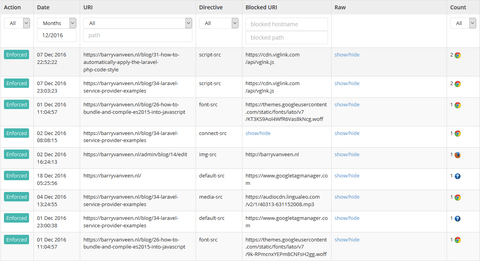 Action Date URI Directive Blocked URI Raw Count
All Months All All blocked hostname All
12/2016 path blocked path
Enforced 07 Dec 2016 https://barryvanveen.nl/blog/31-how-to- script-src https://cdn.viglink.com show/hide 2
22:52:22 automatically-apply-the-laravel- /api/vglnk.js
php-code-style
Enforced 07 Dec 2016 https://barryvanveen.nl/blog/34-laravel- script-src https://cdn.viglink.com show/hide 2
23:03:23 service-provider-examples /api/vglnk.js
Enforced 01 Dec 2016 https://barryvanveen.nl/blog/26-how-to- font-src https://themes.googleusercontent show/hide 1
11:04:57 bundle-and-compile-es2015-into-javascript .com/static/fonts/lato/v7
Enforced 02 Dec 2016 https://barryvanveen.nl/blog/34-laravel- connect-src show/hide show/hide 1
08:08:15 service-provider-examples
Enforced 02 Dec 2016 https://barryvanveen.nl/admin/blog/14/edit img-src http://barryvanveen.nl show/hide 1
16:24:13
Enforced 18 Dec 2016 https://barryvanveen.nl/ default-src https://www.googletagmanager.co show/hide 1
05:25:56 m
Enforced 04 Dec 2016 https://barryvanveen.nl/blog/34-laravel- media-src https://audiocdn.lingualeo.com show/hide 1
13:24:55 service-provider-examples /v2/1/40313-631152008.mp3
Enforced 01 Dec 2016 https://barryvanveen.nl/blog/34-laravel- default-src https://www.googletagmanager.co show/hide 1
23:00:38 service-provider-examples m
Enforced 01 Dec 2016 https://barryvanveen.nl/blog/26-how-to- font-src https://themes.googleusercontent show/hide 1
11:04:57 bundle-and-compile-es2015-into-javascript .com/static/fonts/lato/v7